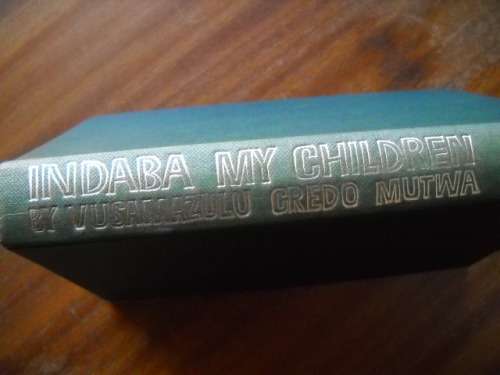 INDABA MY CHILDREN
BY VUSAMAZULU CREDO MUTWA